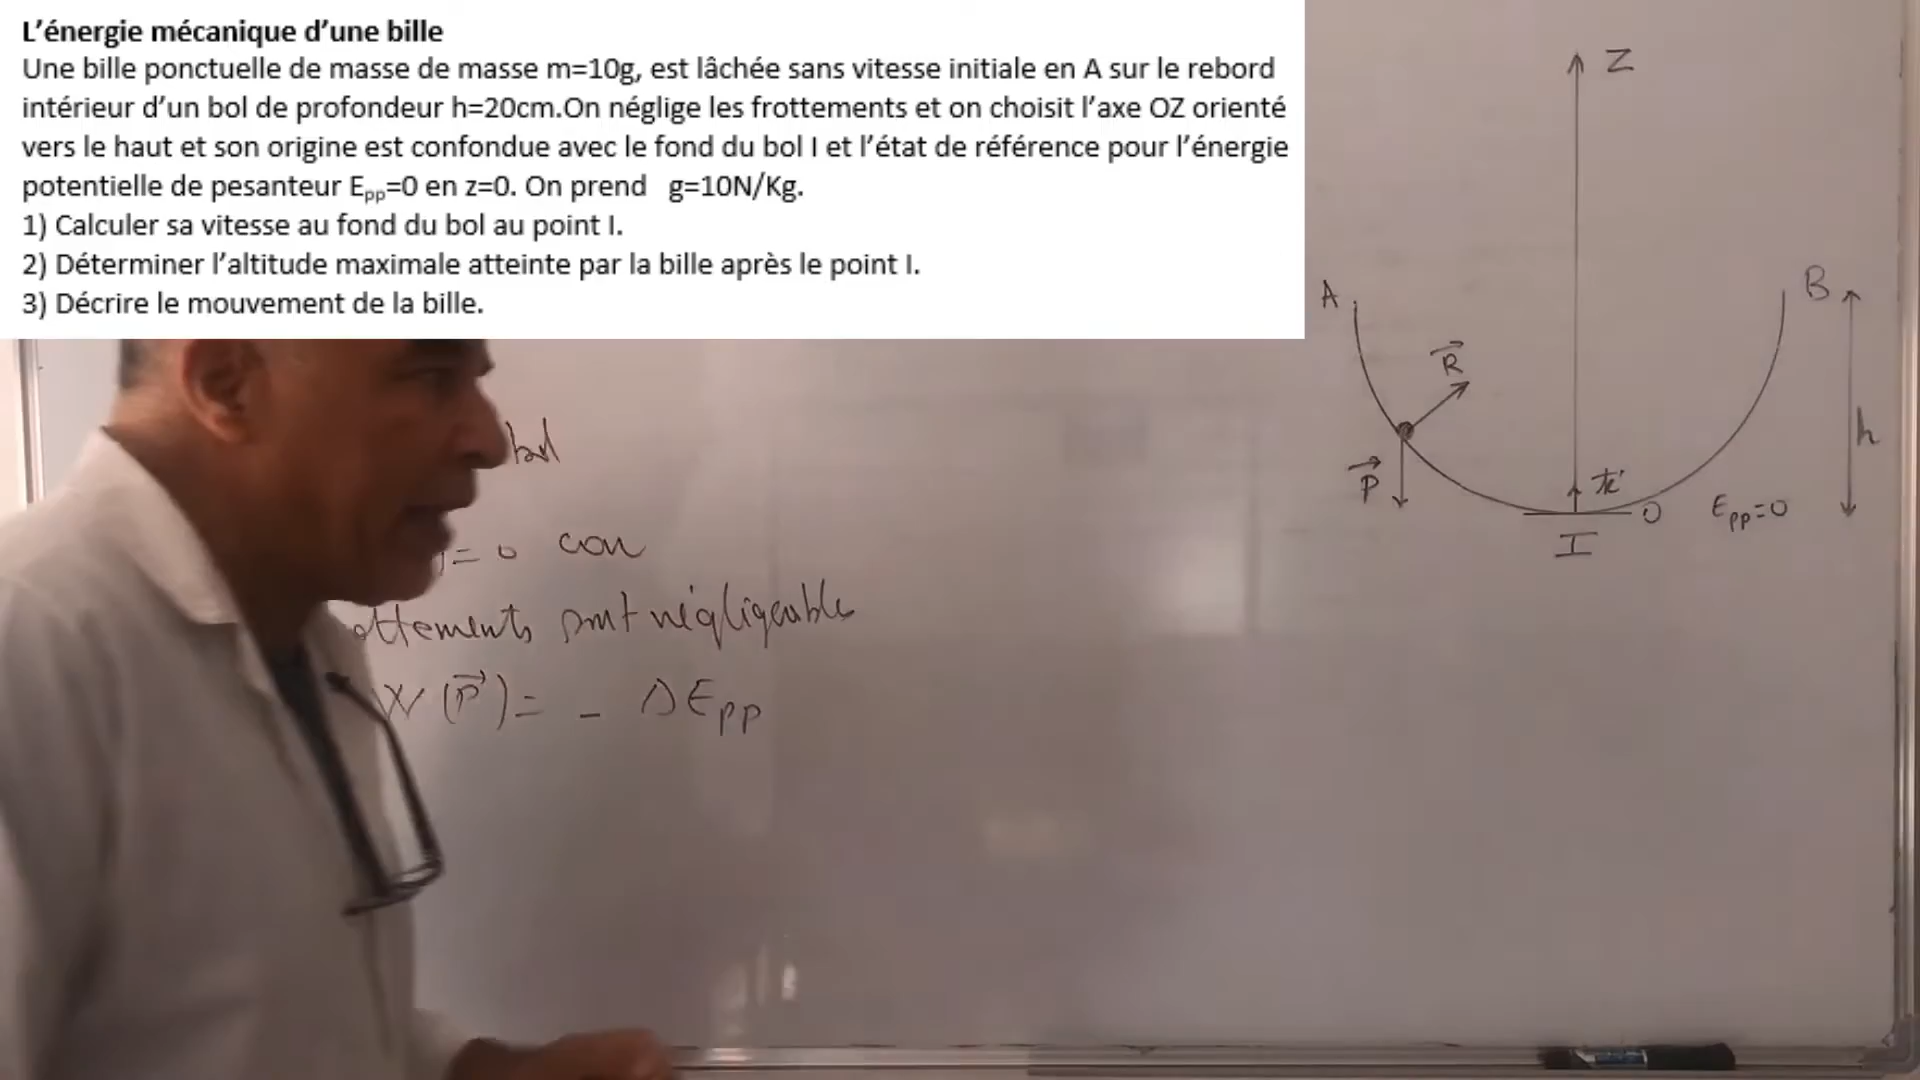 L'énergie mécanique d'une bille
Une bille ponctuelle de masse de masse m=10g, est lâchée sans vitesse initiale en A sur le rebord
intérieur d'un bol de profondeur h=20cm.On néglige les frottements et on choisit l'axe OZ orienté
vers le haut et son origine est confondue avec le fond du bol I et l'état de référence pour l'énergie
potentielle de pesanteur Epp=0 en z=0. On prend g=10N/Kg.
1) Calculer sa vitesse au fond du bol au point I.
2) Déterminer l'altitude maximale atteinte par la bille après le point I.
3) Décrire le mouvement de la bille.
bol
= 0 car
ottements sont négligeable
W(P⃗)= - ΔEpp
Z
A
B
R⃗
h
P⃗
k⃗
O
Epp=0
I